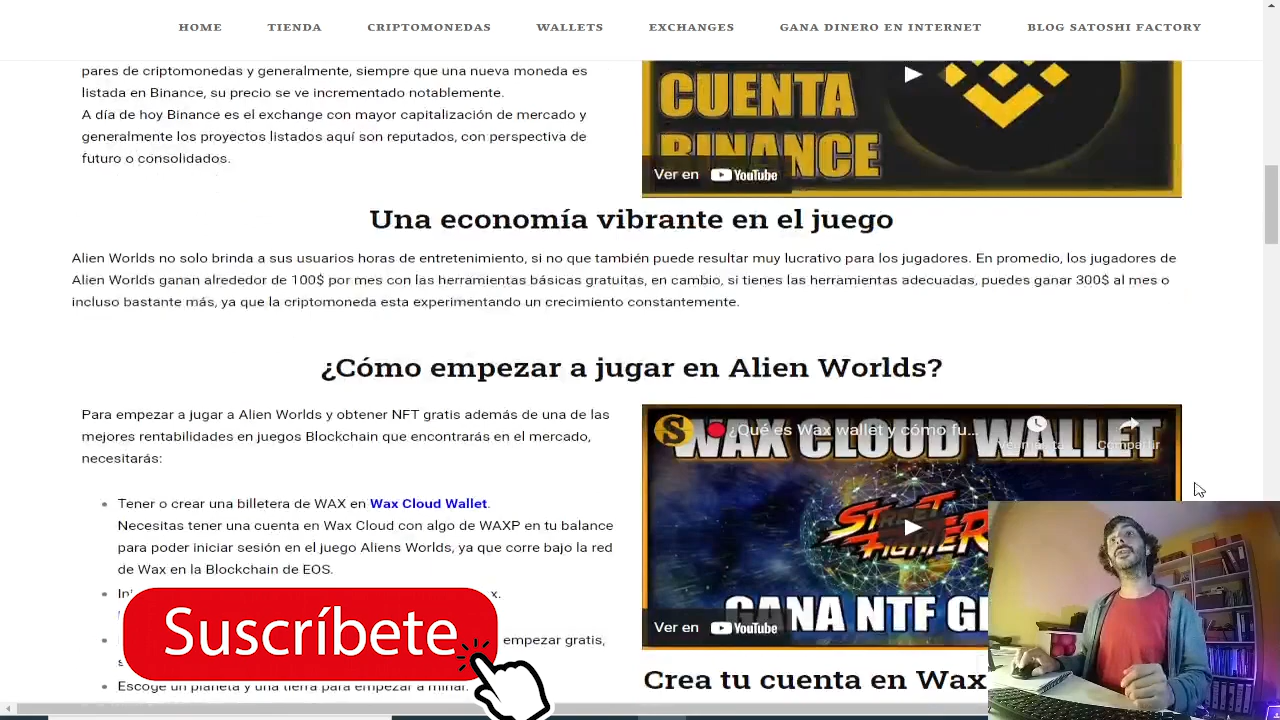 HOME TIENDA CRIPTOMONEDAS WALLETS EXCHANGES GANA DINERO EN INTERNET BLOG SATOSHI FACTORY
pares de criptomonedas y generalmente, siempre que una nueva moneda es
listada en Binance, su precio se ve incrementado notablemente.
A día de hoy Binance es el exchange con mayor capitalización de mercado y
generalmente los proyectos listados aquí son reputados, con perspectiva de
futuro o consolidados.
CUENTA
BINANCE
Ver en YouTube
Una economía vibrante en el juego
Alien Worlds no solo brinda a sus usuarios horas de entretenimiento, si no que también puede resultar muy lucrativo para los jugadores. En promedio, los jugadores de
Alien Worlds ganan alrededor de 100$ por mes con las herramientas básicas gratuitas, en cambio, si tienes las herramientas adecuadas, puedes ganar 300$ al mes o
incluso bastante más, ya que la criptomoneda esta experimentando un crecimiento constantemente.
¿Cómo empezar a jugar en Alien Worlds?
Para empezar a jugar a Alien Worlds y obtener NFT gratis además de una de las
mejores rentabilidades en juegos Blockchain que encontrarás en el mercado,
necesitarás:
Tener o crear una billetera de WAX en Wax Cloud Wallet.
Necesitas tener una cuenta en Wax Cloud con algo de WAXP en tu balance
para poder iniciar sesión en el juego Aliens Worlds, ya que corre bajo la red
de Wax en la Blockchain de EOS.
empezar gratis,
Escoge un planeta y una tierra para empezar a minar.
Suscríbete
WAX CLOUD WALLET
¿Qué es Wax wallet y cómo fu...
Compartir
STREET
FIGHTER
GANA NTF
Ver en YouTube
Crea tu cuenta en Wax